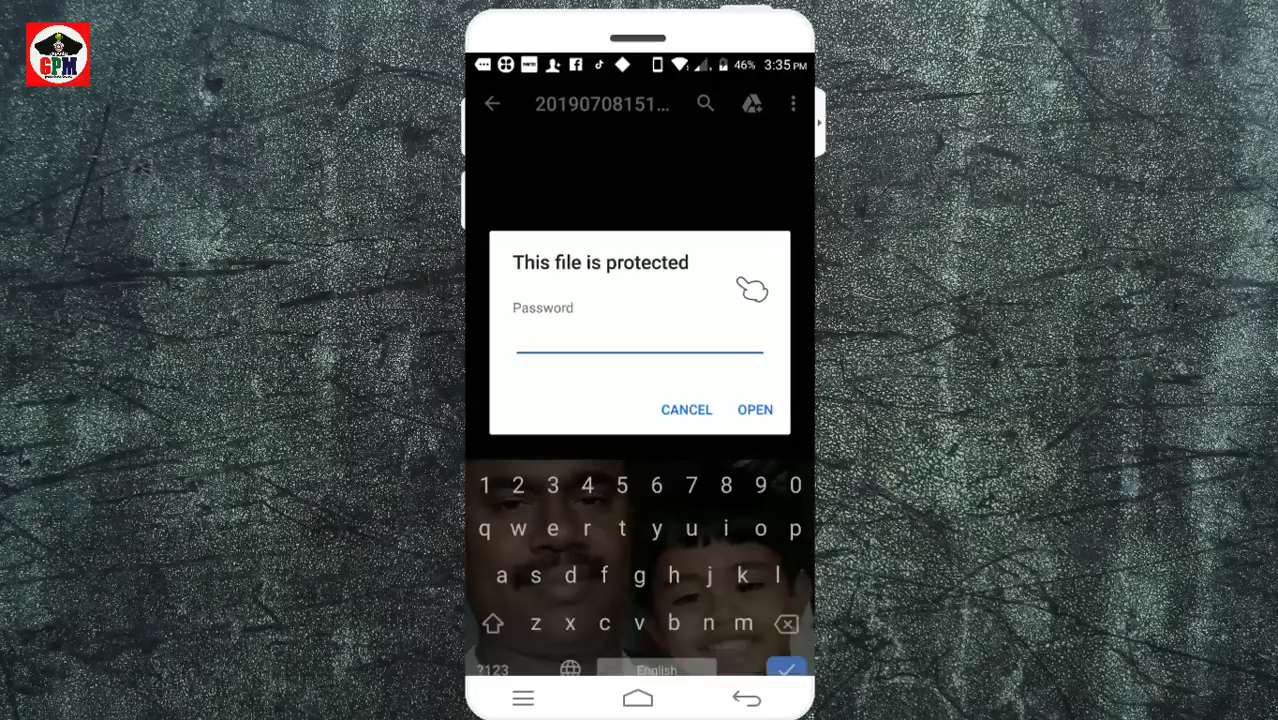 GPM
46% 3:35 PM
20190708151...
This file is protected
Password
CANCEL OPEN
1 2 3 4 5 6 7 8 9 0
q w e r t y u i o p
a s d f g h j k l
z x c v b n m
?123 English